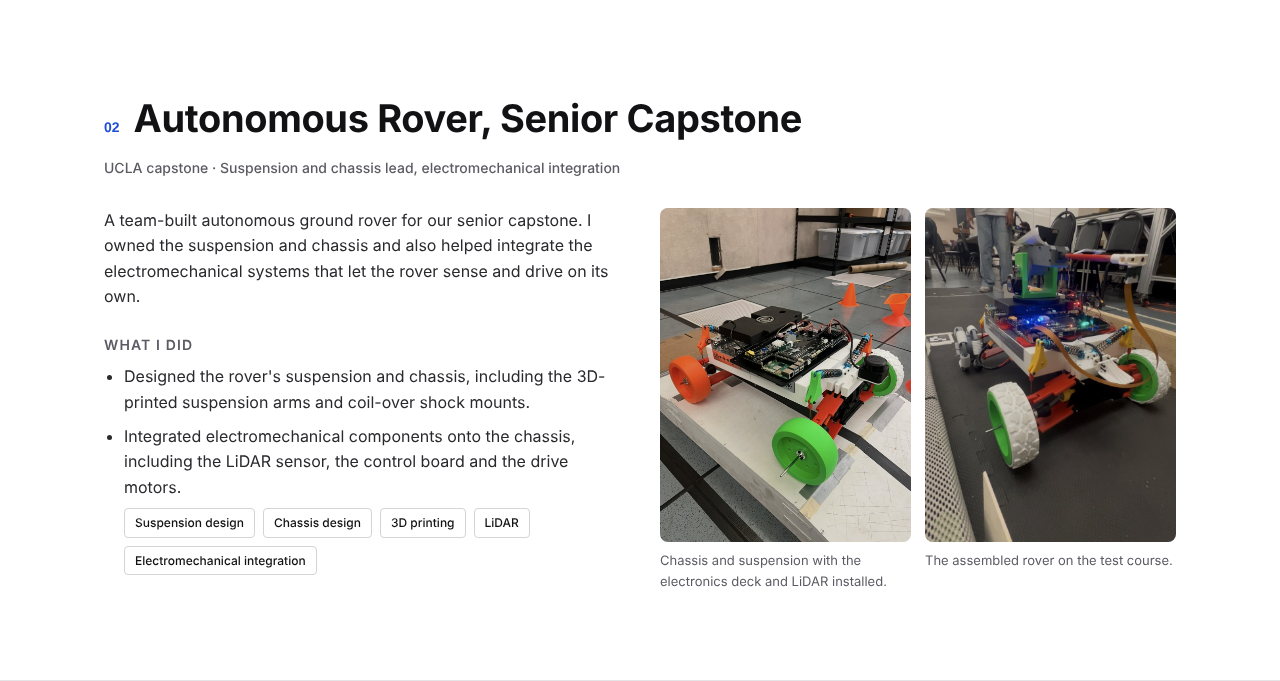 02 Autonomous Rover, Senior Capstone
UCLA capstone · Suspension and chassis lead, electromechanical integration
A team-built autonomous ground rover for our senior capstone. I
owned the suspension and chassis and also helped integrate the
electromechanical systems that let the rover sense and drive on its
own.
WHAT I DID
• Designed the rover's suspension and chassis, including the 3D-
printed suspension arms and coil-over shock mounts.
• Integrated electromechanical components onto the chassis,
including the LiDAR sensor, the control board and the drive
motors.
Suspension design Chassis design 3D printing LiDAR
Electromechanical integration
Chassis and suspension with the
electronics deck and LiDAR installed.
The assembled rover on the test course.